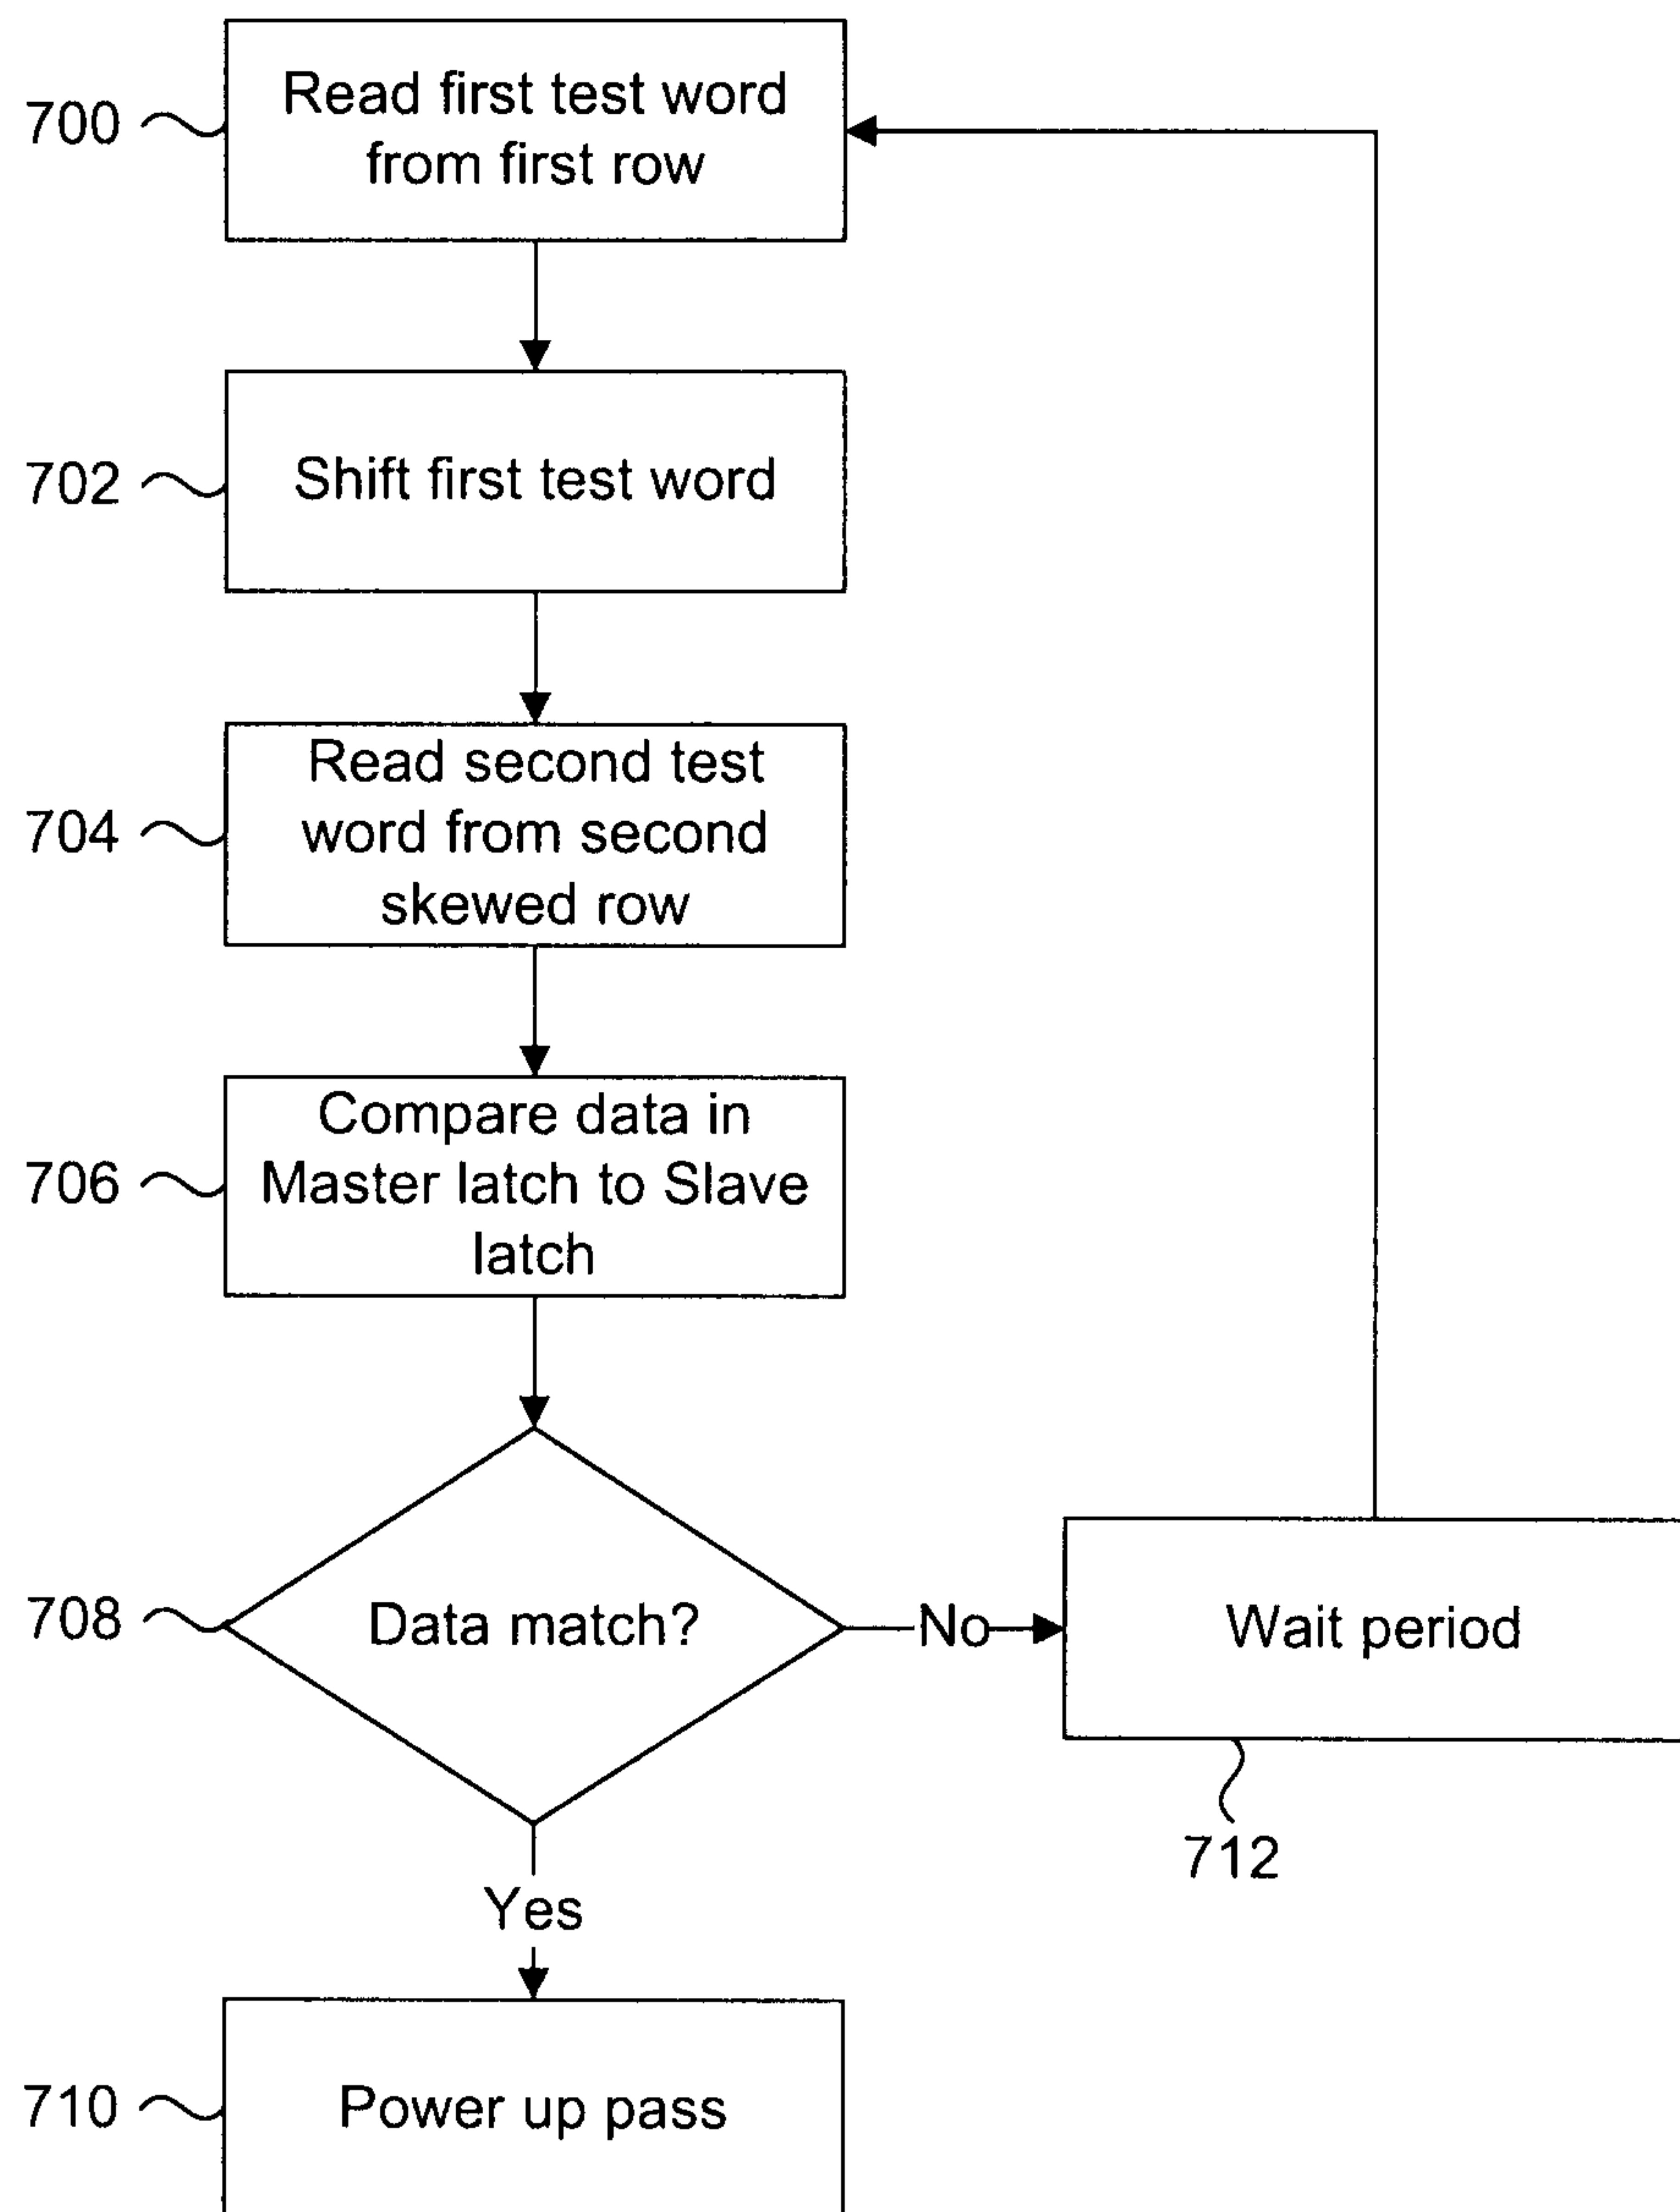 700
Read first test word
from first row
702
Shift first test word
704
Read second test
word from second
skewed row
706
Compare data in
Master latch to Slave
latch
708
Data match?
No
Wait period
712
Yes
710
Power up pass